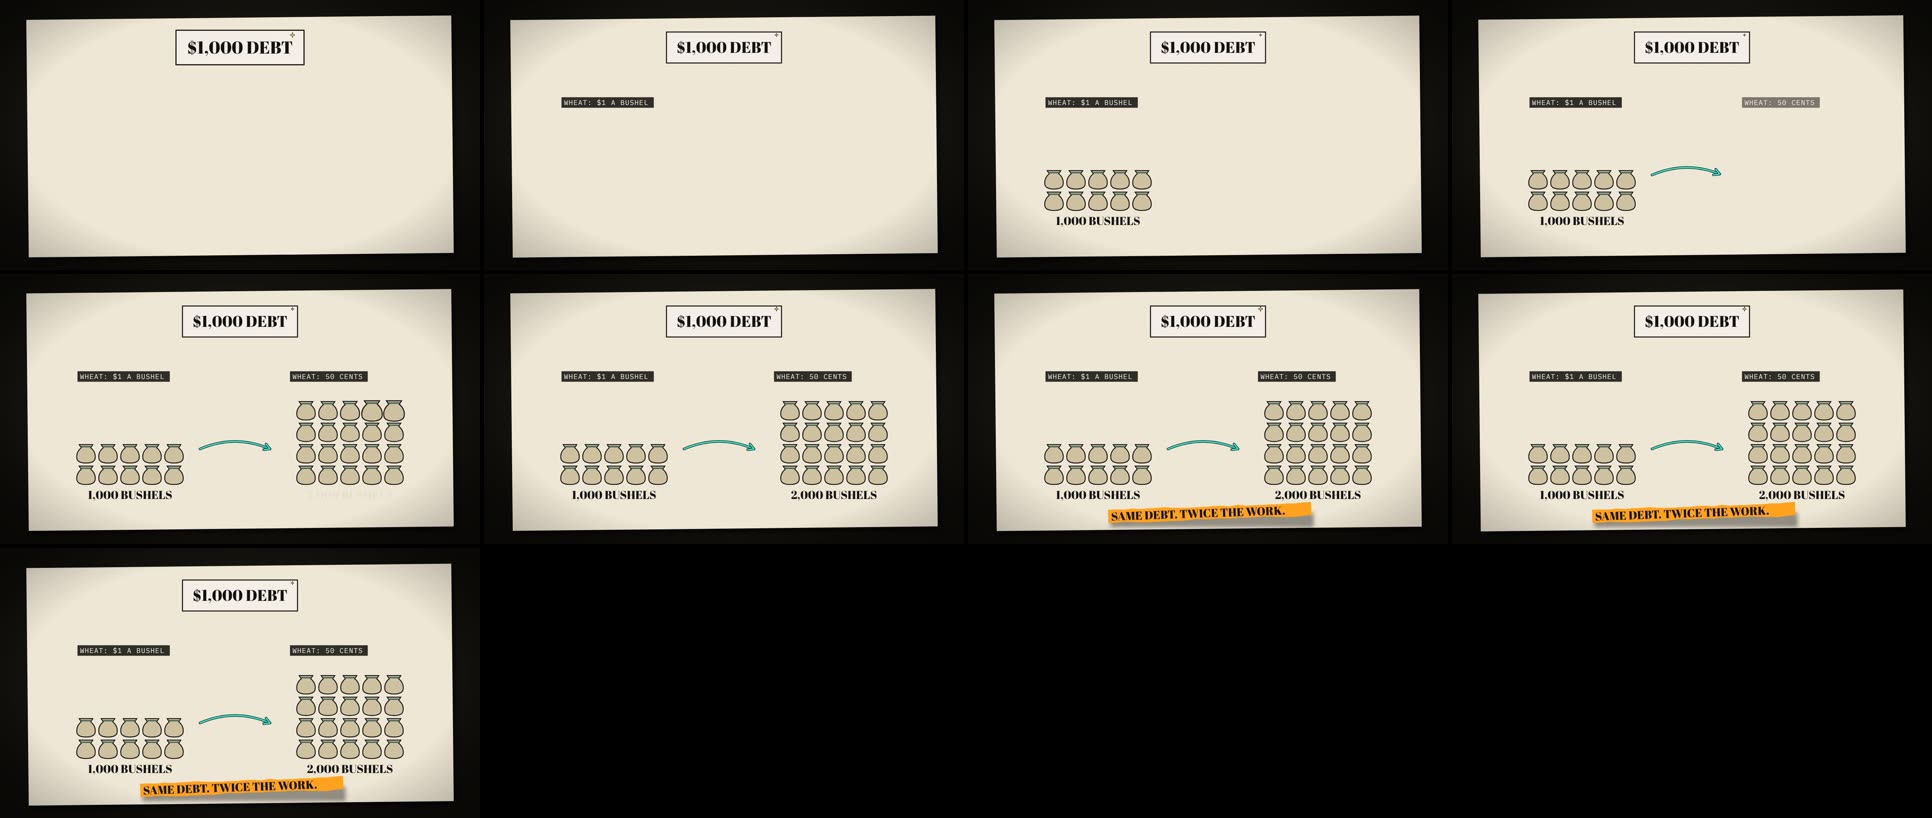 $1,000 DEBT
$1,000 DEBT
WHEAT: $1 A BUSHEL
$1,000 DEBT
WHEAT: $1 A BUSHEL
1,000 BUSHELS
$1,000 DEBT
WHEAT: $1 A BUSHEL
WHEAT: 50 CENTS
1,000 BUSHELS
$1,000 DEBT
WHEAT: $1 A BUSHEL
WHEAT: 50 CENTS
1,000 BUSHELS
2,000 BUSHELS
$1,000 DEBT
WHEAT: $1 A BUSHEL
WHEAT: 50 CENTS
1,000 BUSHELS
2,000 BUSHELS
$1,000 DEBT
WHEAT: $1 A BUSHEL
WHEAT: 50 CENTS
1,000 BUSHELS
2,000 BUSHELS
SAME DEBT. TWICE THE WORK.
$1,000 DEBT
WHEAT: $1 A BUSHEL
WHEAT: 50 CENTS
1,000 BUSHELS
2,000 BUSHELS
SAME DEBT. TWICE THE WORK.
$1,000 DEBT
WHEAT: $1 A BUSHEL
WHEAT: 50 CENTS
1,000 BUSHELS
2,000 BUSHELS
SAME DEBT. TWICE THE WORK.